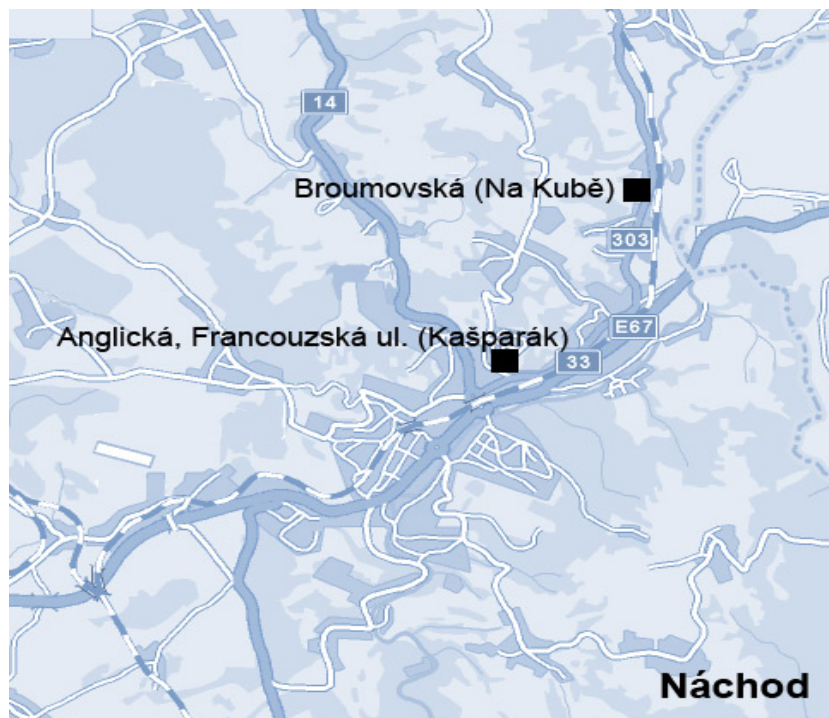 14
Broumovská (Na Kubě)
303
E67
Anglická, Francouzská ul. (Kašparák)
33
Náchod